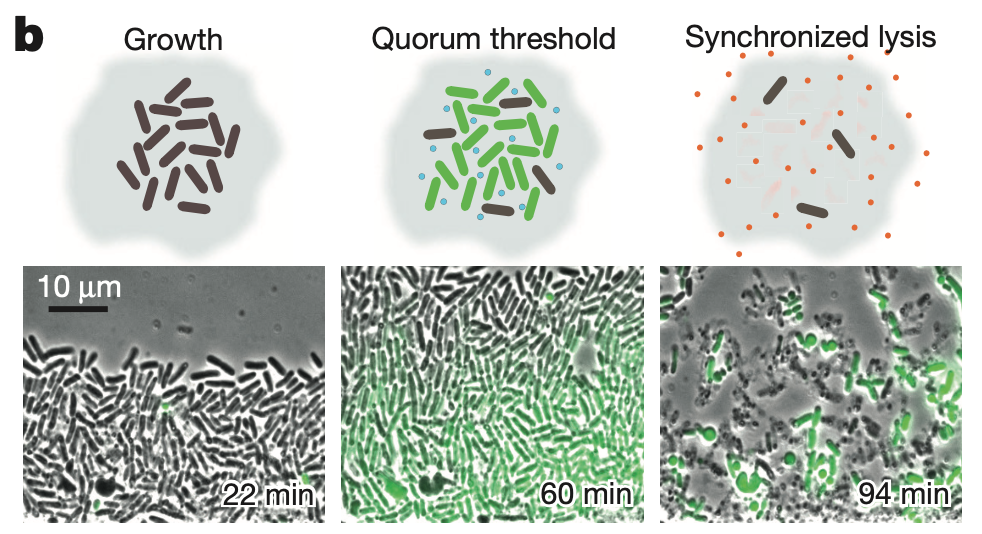 b
Growth
Quorum threshold
Synchronized lysis
10 μm
22 min
60 min
94 min